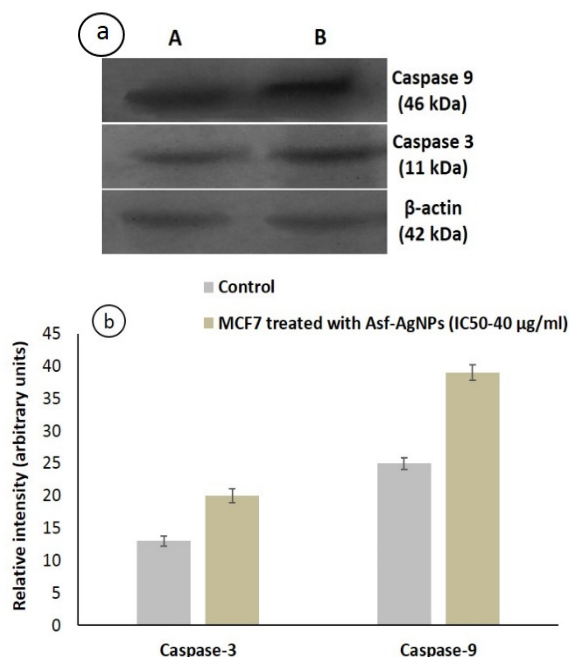 a
A B
Caspase 9
(46 kDa)
Caspase 3
(11 kDa)
β-actin
(42 kDa)
Control
MCF7 treated with Asf-AgNPs (IC50-40 µg/ml)
b
Relative intensity (arbitrary units)
45
40
35
30
25
20
15
10
5
0
Caspase-3 Caspase-9